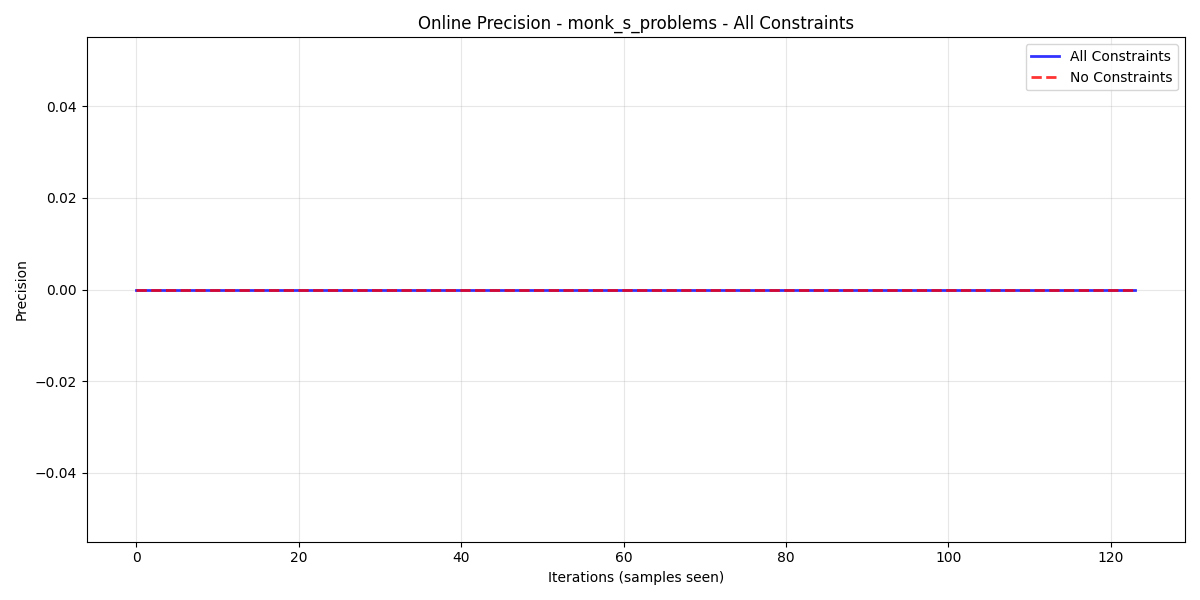 Online Precision - monk_s_problems - All Constraints
All Constraints
No Constraints
Precision
0.04
0.02
0.00
−0.02
−0.04
0
20
40
60
80
100
120
Iterations (samples seen)